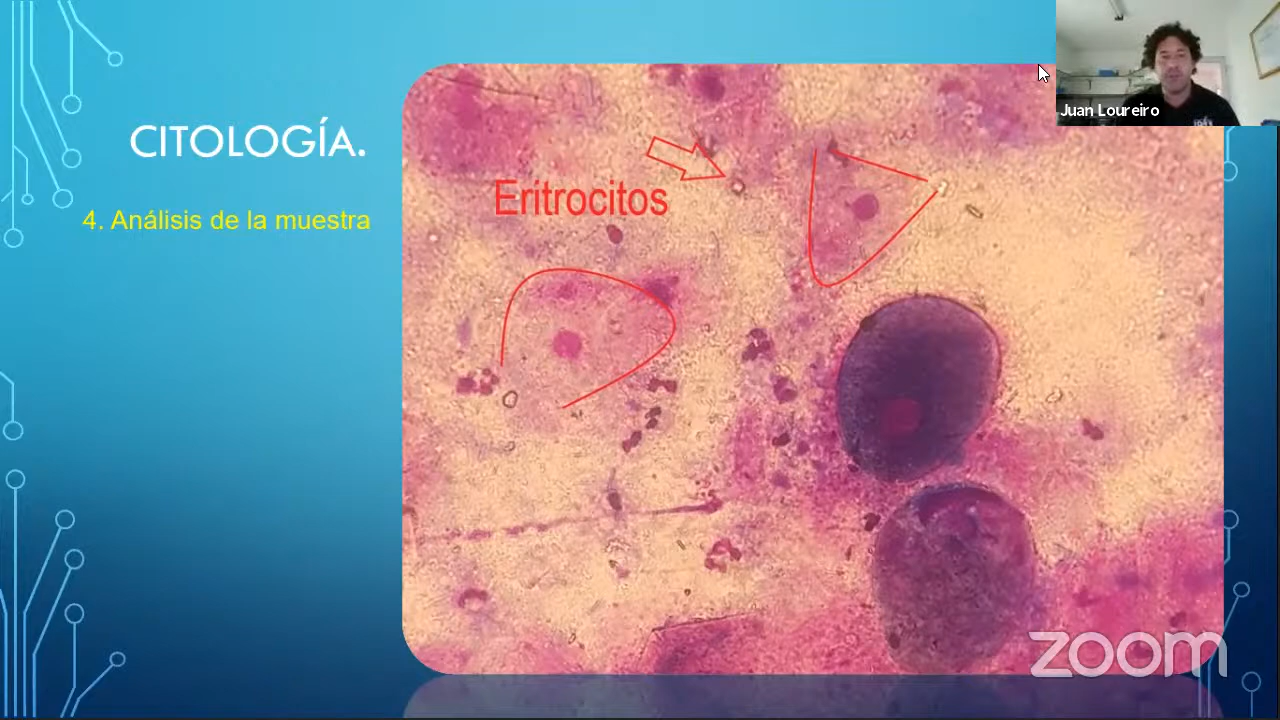 CITOLOGÍA.
4. Análisis de la muestra
Eritrocitos
Juan Loureiro
zoom